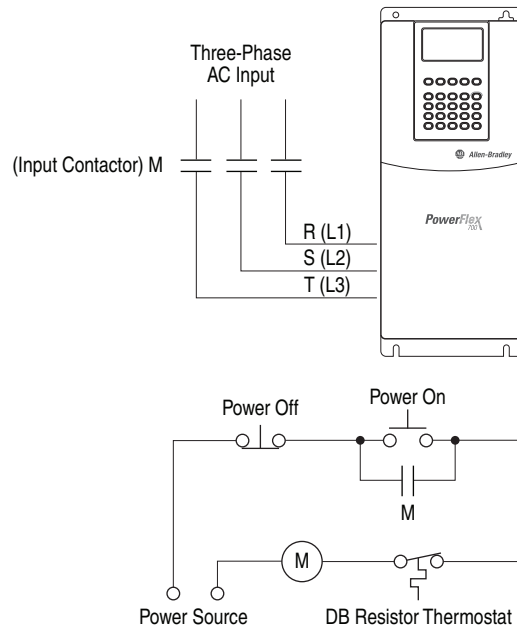 Three-Phase
AC Input
(Input Contactor) M
R (L1)
S (L2)
T (L3)
Allen-Bradley
PowerFlex
700
Power Off
Power On
M
M
Power Source
DB Resistor Thermostat